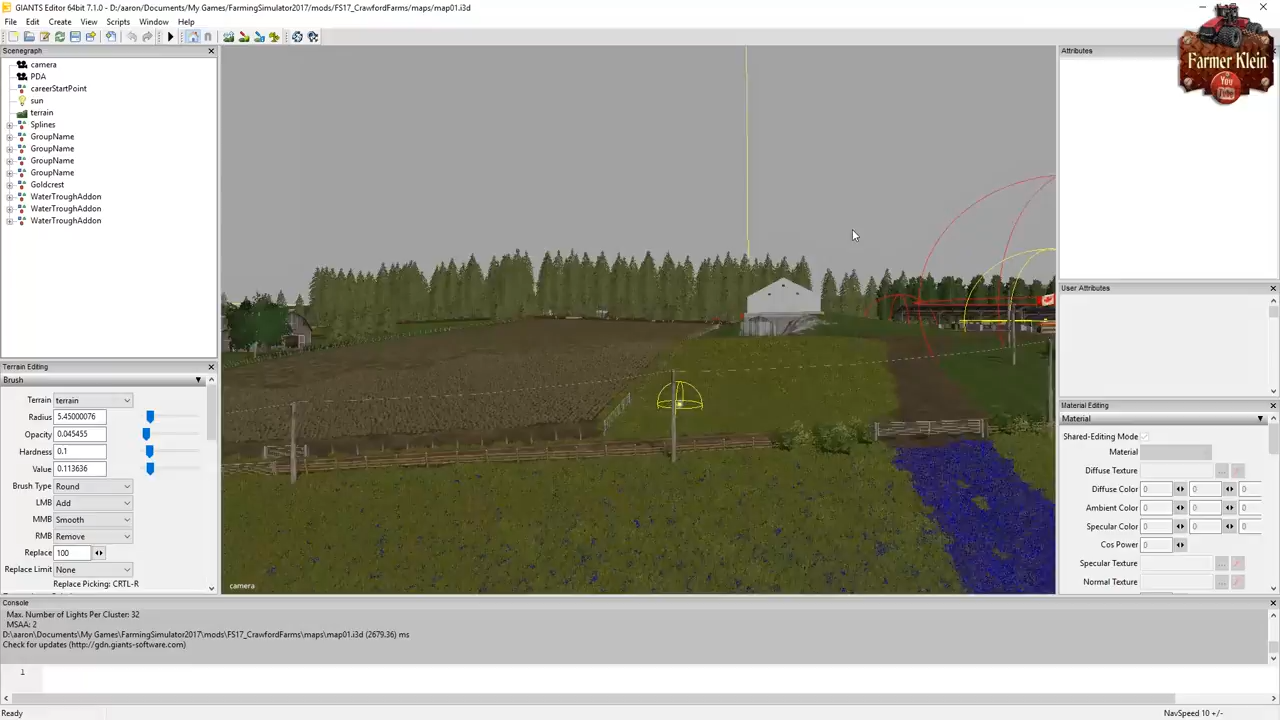 GIANTS Editor 64bit 7.1.0 - D:/aaron/Documents/My Games/FarmingSimulator2017/mods/FS17_CrawfordFarms/maps/map01.i3d
File Edit Create View Scripts Window Help
Scenegraph
camera
PDA
careerStartPoint
sun
terrain
Splines
GroupName
GroupName
GroupName
GroupName
Goldcrest
WaterTroughAddon
WaterTroughAddon
WaterTroughAddon
Terrain Editing
Brush
Terrain terrain
Radius 5.45000076
Opacity 0.045455
Hardness 0.1
Value 0.113636
Brush Type Round
LMB Add
MMB Smooth
RMB Remove
Replace 100
Replace Limit None
Replace Picking: CRTL-R
camera
Attributes
Farmer Klein
You Tube
User Attributes
Material Editing
Material
Shared-Editing Mode
Material
Diffuse Texture ...
Diffuse Color 0 0 0
Ambient Color 0 0 0
Specular Color 0 0 0
Cos Power 0
Specular Texture ...
Normal Texture ...
Console
Max. Number of Lights Per Cluster: 32
MSAA: 2
D:\aaron\Documents\My Games\FarmingSimulator2017\mods\FS17_CrawfordFarms\maps\map01.i3d (2679.36) ms
Check for updates (http://gdn.giants-software.com)
1
Ready
NavSpeed 10 +/-